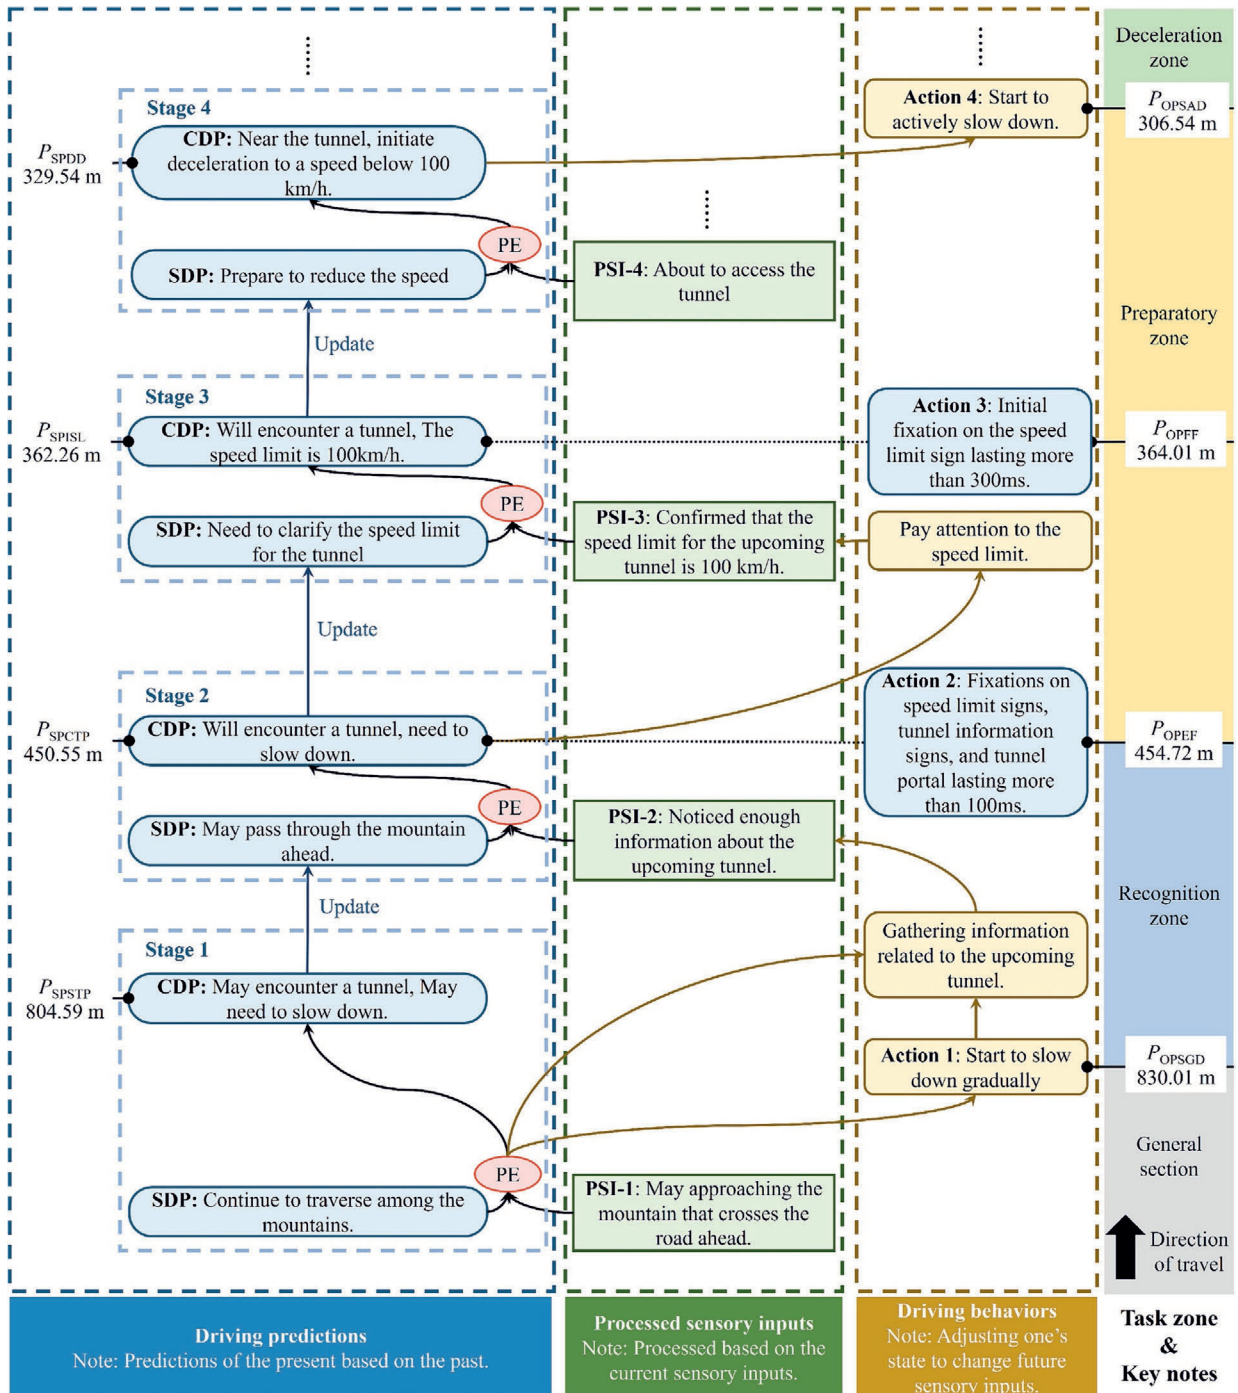 Deceleration
zone
Stage 4
CDP: Near the tunnel, initiate
deceleration to a speed below 100
km/h.
Action 4: Start to
actively slow down.
P_OPSAD
306.54 m
P_SPDD
329.54 m
PE
SDP: Prepare to reduce the speed
PSI-4: About to access the
tunnel
Preparatory
zone
Update
Stage 3
CDP: Will encounter a tunnel, The
speed limit is 100km/h.
P_SPISL
362.26 m
Action 3: Initial
fixation on the speed
limit sign lasting more
than 300ms.
P_OPFF
364.01 m
PE
SDP: Need to clarify the speed limit
for the tunnel
PSI-3: Confirmed that the
speed limit for the upcoming
tunnel is 100 km/h.
Pay attention to the
speed limit.
Update
Stage 2
CDP: Will encounter a tunnel, need to
slow down.
P_SPCTP
450.55 m
Action 2: Fixations on
speed limit signs,
tunnel information
signs, and tunnel
portal lasting more
than 100ms.
P_OPEF
454.72 m
PE
SDP: May pass through the mountain
ahead.
PSI-2: Noticed enough
information about the
upcoming tunnel.
Recognition
zone
Update
Stage 1
CDP: May encounter a tunnel, May
need to slow down.
P_SPSTP
804.59 m
Gathering information
related to the upcoming
tunnel.
Action 1: Start to slow
down gradually
P_OPSGD
830.01 m
General
section
PE
SDP: Continue to traverse among the
mountains.
PSI-1: May approaching the
mountain that crosses the
road ahead.
Direction
of travel
Driving predictions
Note: Predictions of the present based on the past.
Processed sensory inputs
Note: Processed based on the
current sensory inputs.
Driving behaviors
Note: Adjusting one's
state to change future
sensory inputs.
Task zone
&
Key notes